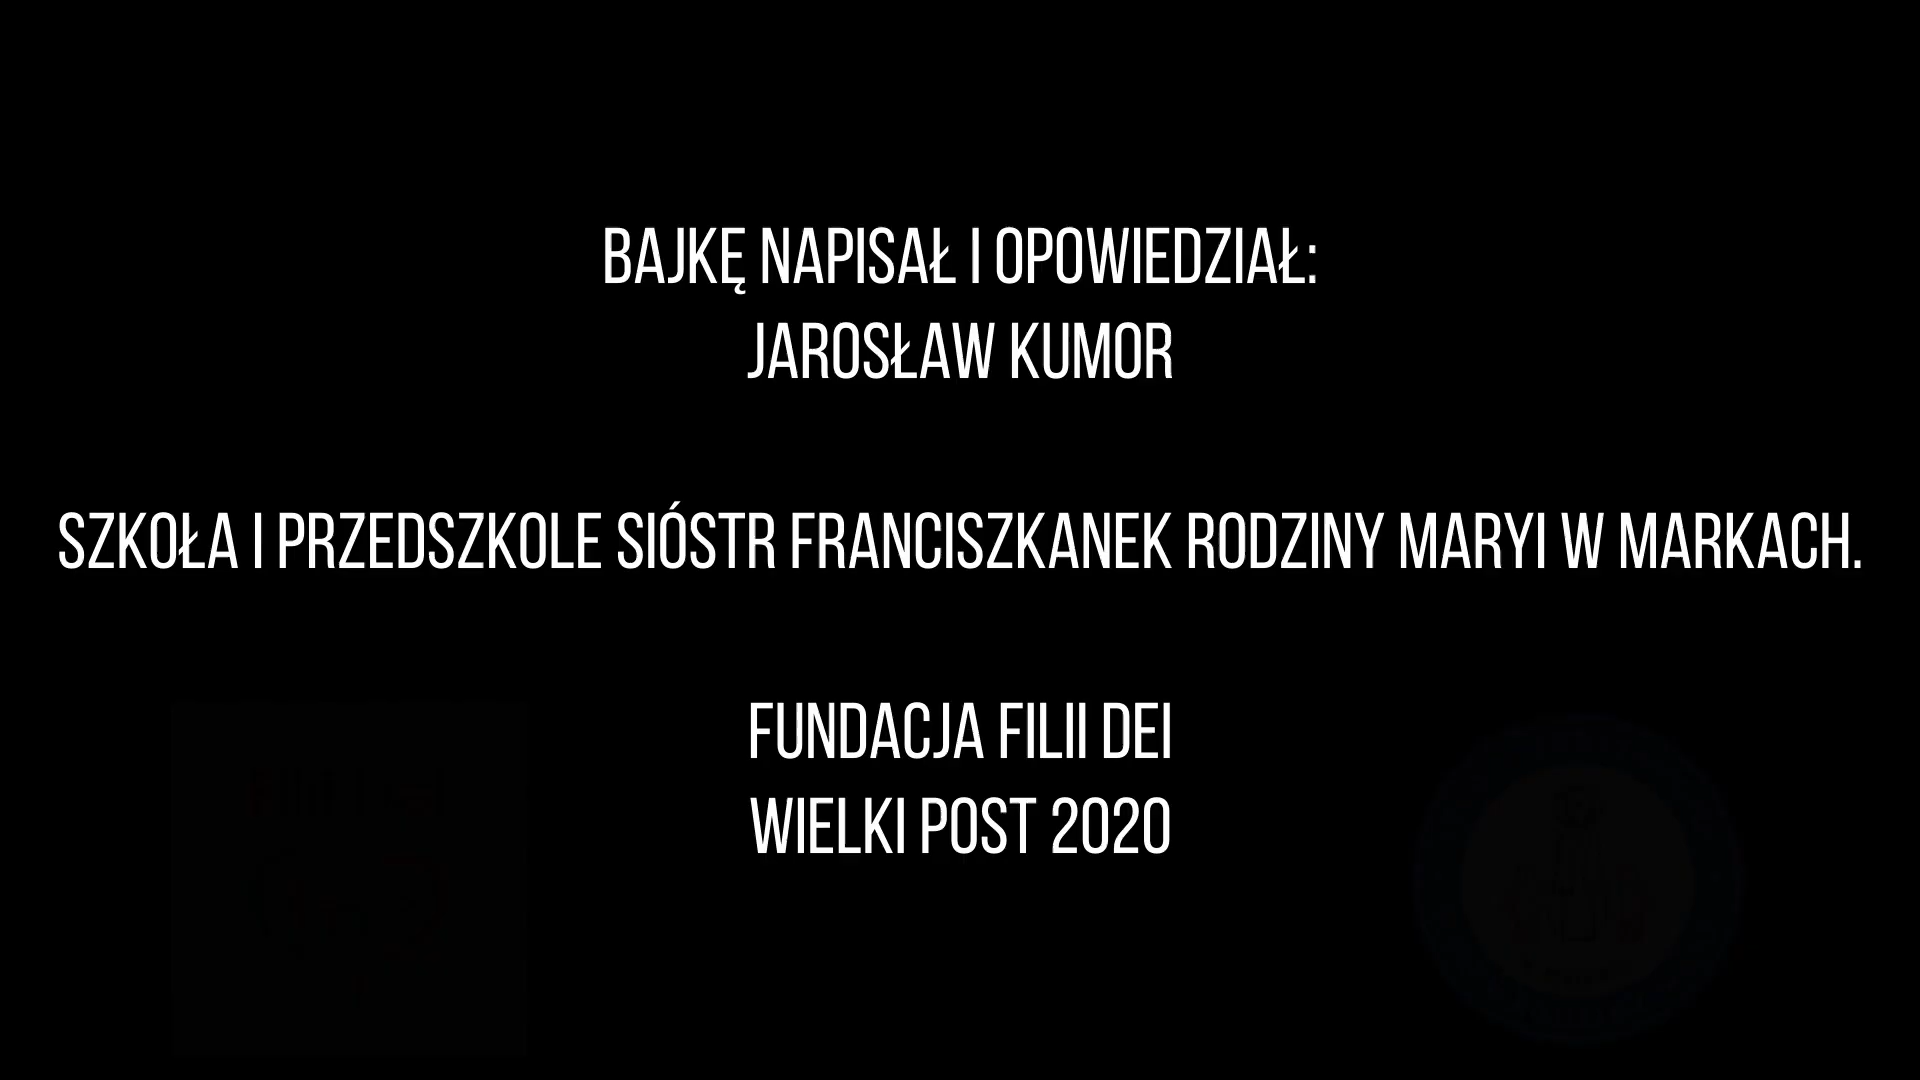 BAJKĘ NAPISAŁ I OPOWIEDZIAŁ:
JAROSŁAW KUMOR
SZKOŁA I PRZEDSZKOLE SIÓSTR FRANCISZKANEK RODZINY MARYI W MARKACH.
FUNDACJA FILII DEI
WIELKI POST 2020